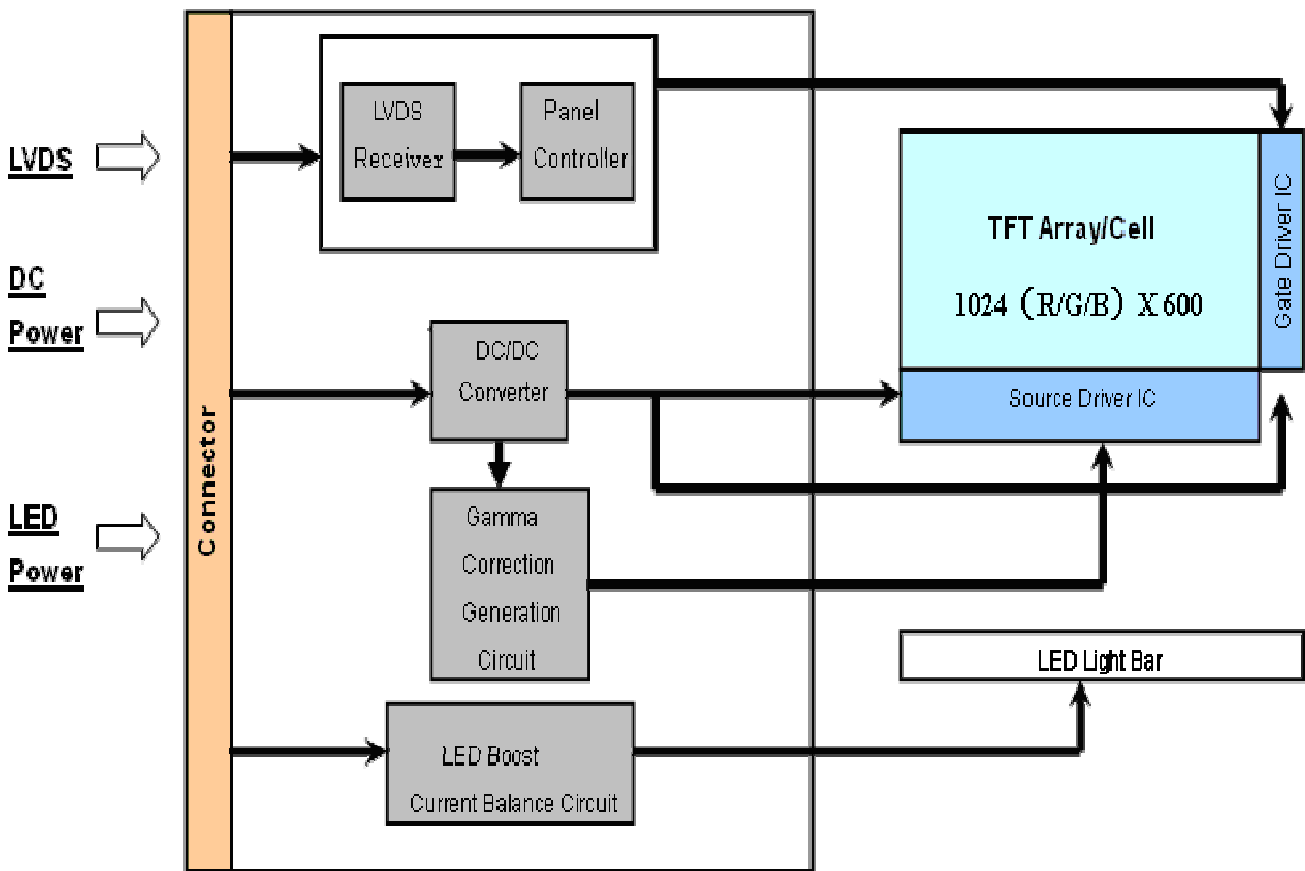 LVDS
DC
Power
LED
Power
Connector
LVDS
Receiver
Panel
Controller
DC/DC
Converter
Gamma
Correction
Generation
Circuit
LED Boost
Current Balance Circuit
TFT Array/Cell
1024（R/G/B）X 600
Gate Driver IC
Source Driver IC
LED Light Bar